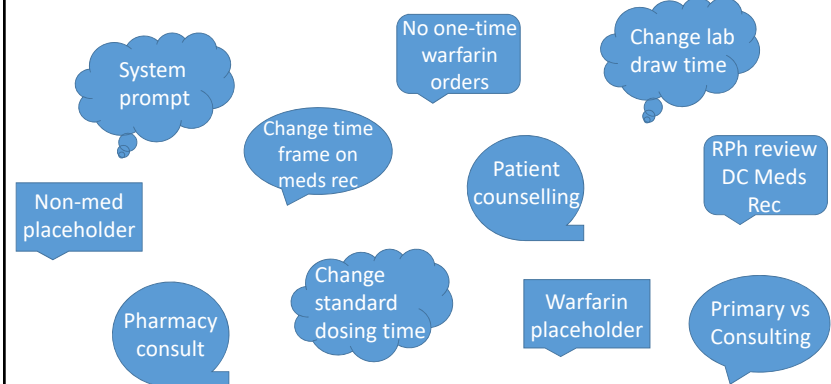 No one-time
warfarin
orders
Change lab
draw time
System
prompt
Change time
frame on
meds rec
Patient
counselling
RPh review
DC Meds
Rec
Non-med
placeholder
Change
standard
dosing time
Warfarin
placeholder
Primary vs
Consulting
Pharmacy
consult